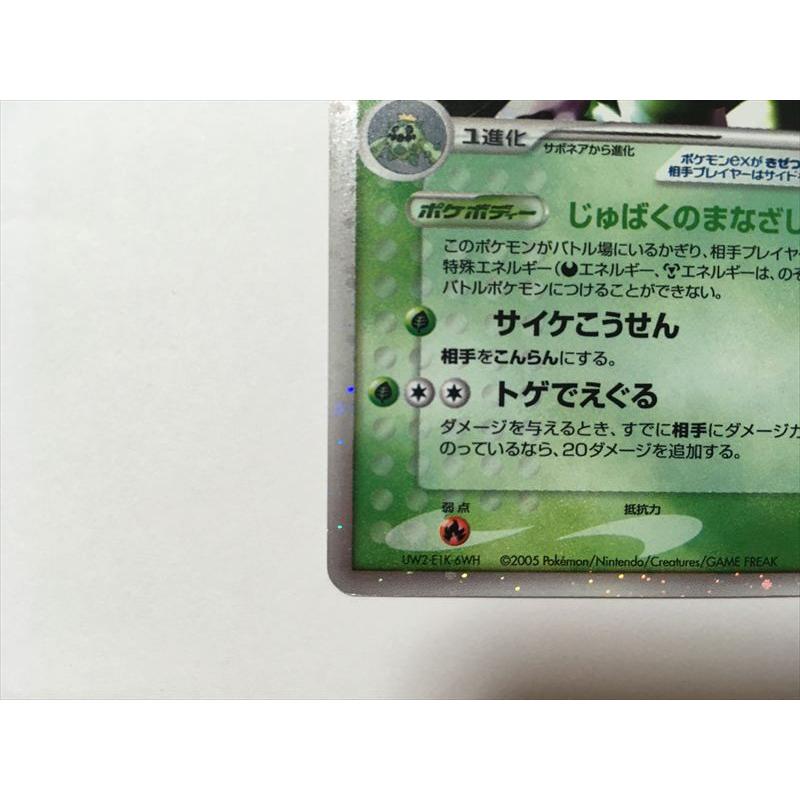 1進化
サボネアから進化
ポケモンexがきぜつ
相手プレイヤーはサイド
ポケボディー
じゅばくのまなざし
このポケモンがバトル場にいるかぎり、相手プレイヤー
特殊エネルギー(エネルギー、エネルギーは、のぞ
バトルポケモンにつけることができない。
サイケこうせん
相手をこんらんにする。
トゲでえぐる
ダメージを与えるとき、すでに相手にダメージカ
のっているなら、20ダメージを追加する。
弱点 抵抗力
UW2-E1K-6WH ©2005 Pokémon/Nintendo/Creatures/GAME FREAK